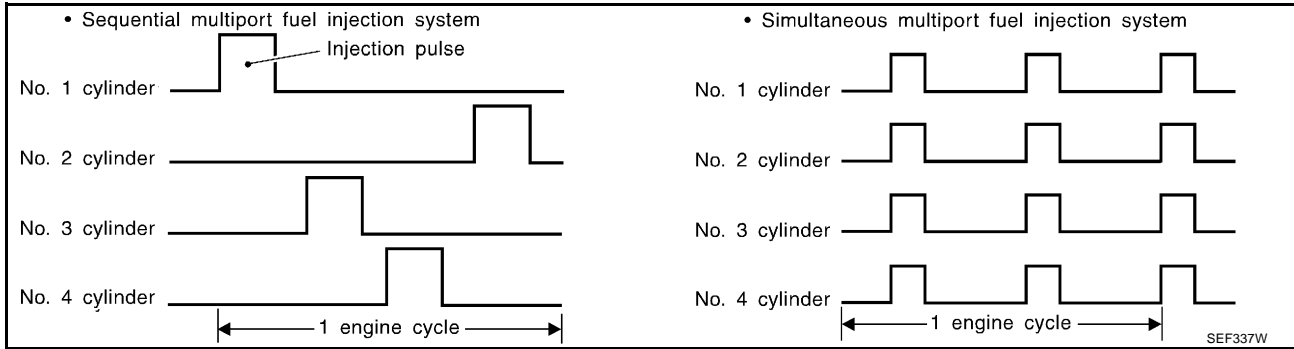 • Sequential multiport fuel injection system
Injection pulse
No. 1 cylinder
No. 2 cylinder
No. 3 cylinder
No. 4 cylinder
1 engine cycle
• Simultaneous multiport fuel injection system
No. 1 cylinder
No. 2 cylinder
No. 3 cylinder
No. 4 cylinder
1 engine cycle
SEF337W